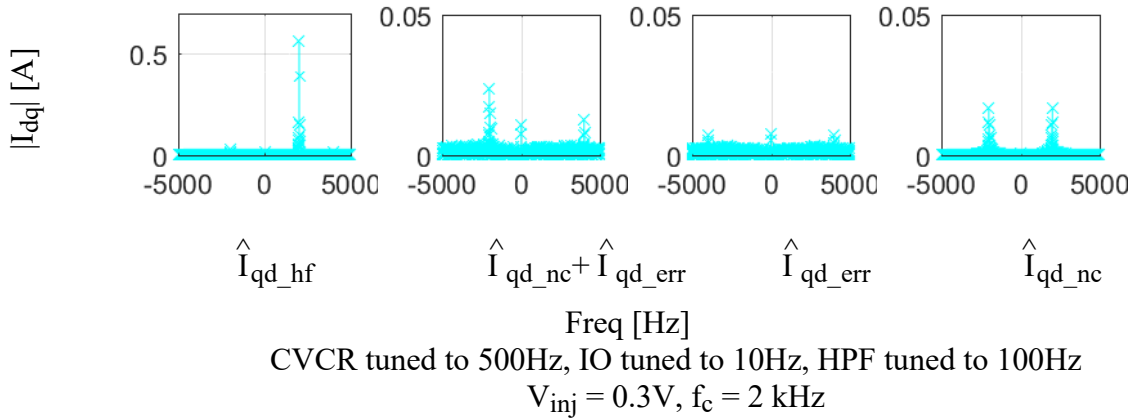 |I_dq| [A]
0.5 0.05 0.05 0.05
0 0 0 0
-5000 0 5000 -5000 0 5000 -5000 0 5000 -5000 0 5000
Î_qd_hf Î_qd_nc + Î_qd_err Î_qd_err Î_qd_nc
Freq [Hz]
CVCR tuned to 500Hz, IO tuned to 10Hz, HPF tuned to 100Hz
V_inj = 0.3V, f_c = 2 kHz